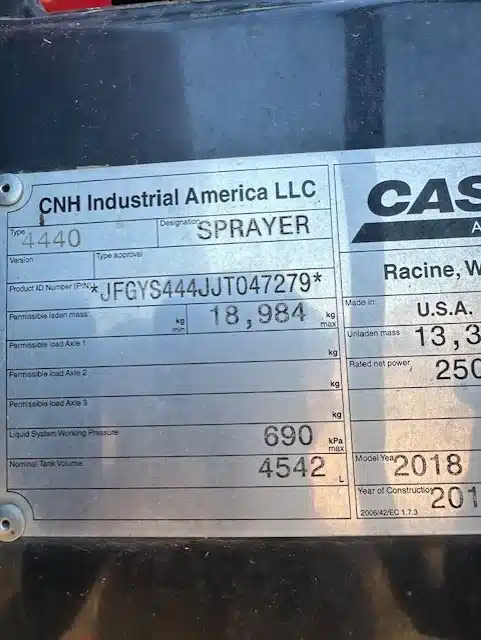 CNH Industrial America LLC
Type 4440 Designation SPRAYER
Version Type approval
Product ID Number (PIN *JFGYS444JJT047279*
Permissible laden mass: kg min 18,984 kg max
Permissible load Axle 1 kg
Permissible load Axle 2 kg
Permissible load Axle 3 kg
Liquid System Working Pressure 690 kPa max
Nominal Tank Volume 4542 L
CAS
A
Racine, W
Made in: U.S.A.
Unladen mass 13,3
Rated net power 250
Model Year 2018
Year of Construction 201
2006/42/EC 1.7.3